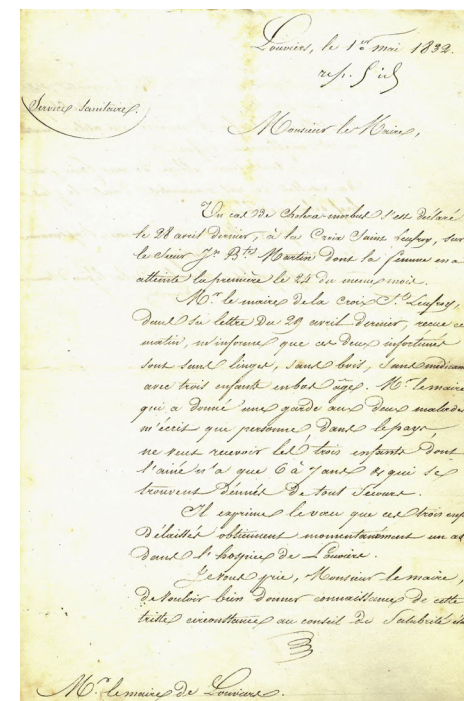 Louviers, le 1er mai 1832.
Service Sanitaire.
Monsieur le Maire,
Un cas de cholera-morbus s'est déclaré
le 28 avril dernier, à la Croix Saint Leufroy, sur
le sieur Jn Bte Martin dont la femme en a
atteinte la première le 24 du même mois.
Mr le maire de la croix St Leufroy,
dans sa lettre du 29 avril dernier, reçue ce
matin, m'informe que ces deux infortunés
sont sans linges, sans bois, sans médicam
avec trois enfants en bas âge. Mr le maire
qui a donné une garde aux deux malades
m'écrit que personne dans le pays
ne veut recevoir les trois enfants dont
l'ainé n'a que 6 à 7 ans & qui se
trouvent dénués de tout secours.
Il exprime le vœu que ces trois enf
délaissés obtiennent momentanément un as
dans l'hospice de Louviers.
Je vous prie, Monsieur le maire,
de vouloir bien donner connaissance de cette
triste circonstance au conseil de Salubrité
Mr. le maire de Louviers.